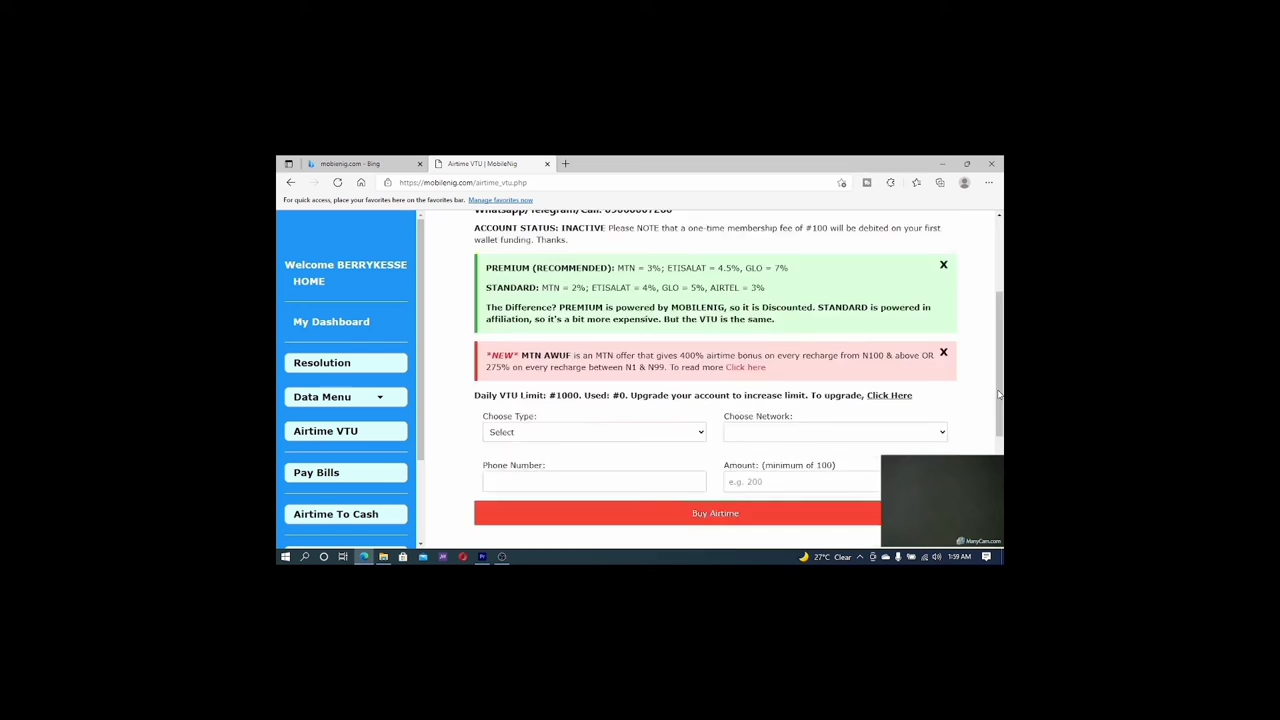 mobienig.com - Bing
Airtime VTU | MobileNig
https://mobilenig.com/airtime_vtu.php
For quick access, place your favorites here on the favorites bar. Manage favorites now
Welcome BERRYKESSE
HOME
My Dashboard
Resolution
Data Menu
Airtime VTU
Pay Bills
Airtime To Cash
ACCOUNT STATUS: INACTIVE Please NOTE that a one-time membership fee of #100 will be debited on your first
wallet funding. Thanks.
PREMIUM (RECOMMENDED): MTN = 3%; ETISALAT = 4.5%, GLO = 7%
X
STANDARD: MTN = 2%; ETISALAT = 4%, GLO = 5%, AIRTEL = 3%
The Difference? PREMIUM is powered by MOBILENIG, so it is Discounted. STANDARD is powered in
affiliation, so it's a bit more expensive. But the VTU is the same.
*NEW* MTN AWUF is an MTN offer that gives 400% airtime bonus on every recharge from N100 & above OR
X
275% on every recharge between N1 & N99. To read more Click here
Daily VTU Limit: #1000. Used: #0. Upgrade your account to increase limit. To upgrade, Click Here
Choose Type:
Choose Network:
Select
Phone Number:
Amount: (minimum of 100)
e.g. 200
Buy Airtime
ManyCam.com
27°C Clear
1:59 AM